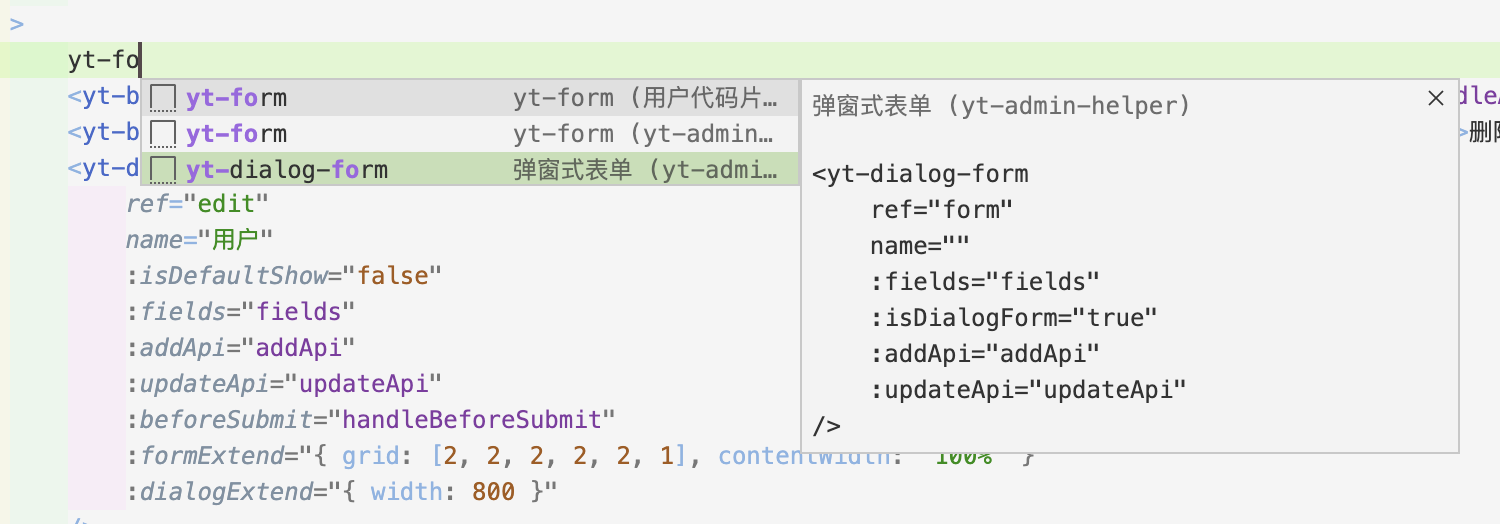 >
yt-fo
<yt-b
yt-form yt-form (用户代码片…
<yt-b
yt-form yt-form (yt-admin…
<yt-d
yt-dialog-form 弹窗式表单 (yt-admi…
弹窗式表单 (yt-admin-helper)
<yt-dialog-form
ref="form"
name=""
:fields="fields"
:isDialogForm="true"
:addApi="addApi"
:updateApi="updateApi"
/>
ref="edit"
name="用户"
:isDefaultShow="false"
:fields="fields"
:addApi="addApi"
:updateApi="updateApi"
:beforeSubmit="handleBeforeSubmit"
:formExtend="{ grid: [2, 2, 2, 2, 2, 1], contentWidth: '100%' }
:dialogExtend="{ width: 800 }"